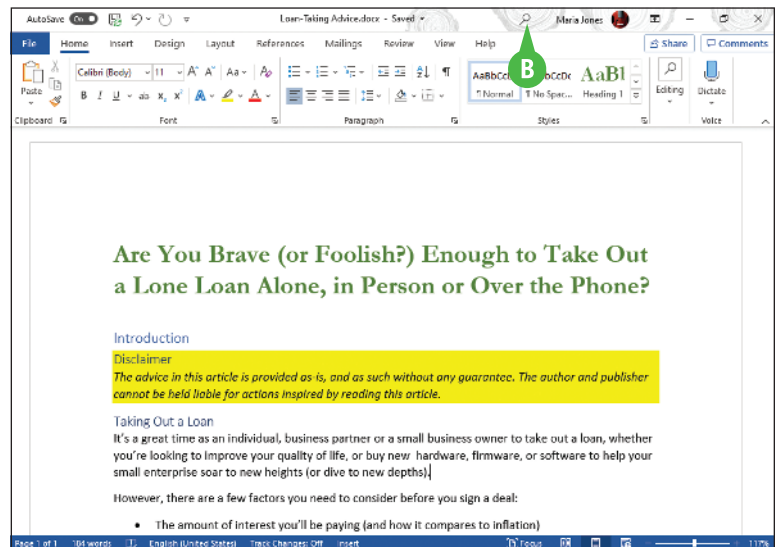 AutoSave On Loan-Taking Advice.docx - Saved Maria Jones
File Home Insert Design Layout References Mailings Review View Help Share Comments
B
Paste
Calibri (Body) 11 A A Aa A
B I U ab x₂ x² A A
AaBbCcI AaBl
¶ Normal ¶ No Spac... Heading 1
Editing
Dictate
Clipboard Font Paragraph Styles Voice
Are You Brave (or Foolish?) Enough to Take Out
a Lone Loan Alone, in Person or Over the Phone?
Introduction
Disclaimer
The advice in this article is provided as-is, and as such without any guarantee. The author and publisher
cannot be held liable for actions inspired by reading this article.
Taking Out a Loan
It's a great time as an individual, business partner or a small business owner to take out a loan, whether
you're looking to improve your quality of life, or buy new hardware, firmware, or software to help your
small enterprise soar to new heights (or dive to new depths).
However, there are a few factors you need to consider before you sign a deal:
• The amount of interest you'll be paying (and how it compares to inflation)
Page 1 of 1 104 words English (United States) Track Changes: Off Insert Focus 117%